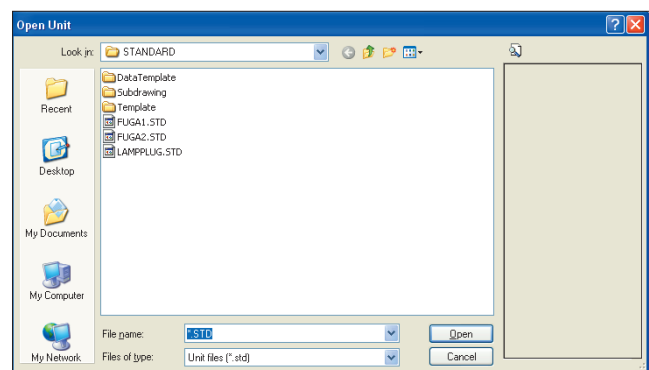 Open Unit
Look in:
STANDARD
Recent
Desktop
My Documents
My Computer
My Network
DataTemplate
Subdrawing
Template
FUGA1.STD
FUGA2.STD
LAMPPLUG.STD
File name:
*.STD
Open
Files of type:
Unit files (*.std)
Cancel